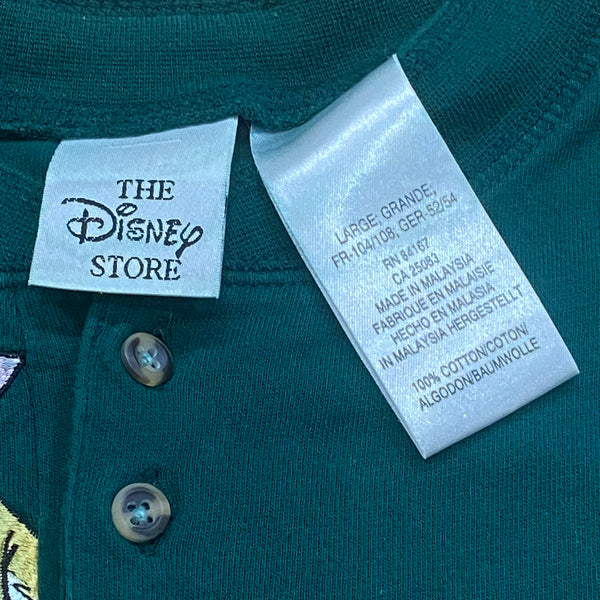 THE
Disney
STORE
LARGE: GRANDE,
FR-104/108, GER-52/54
RN 84167
CA 25083
MADE IN MALAYSIA
FABRIQUE EN MALAISIE
HECHO EN MALASIA
IN MALAYSIA HERGESTELLT
100% COTTON/COTON/
ALGODON/BAUMWOLLE